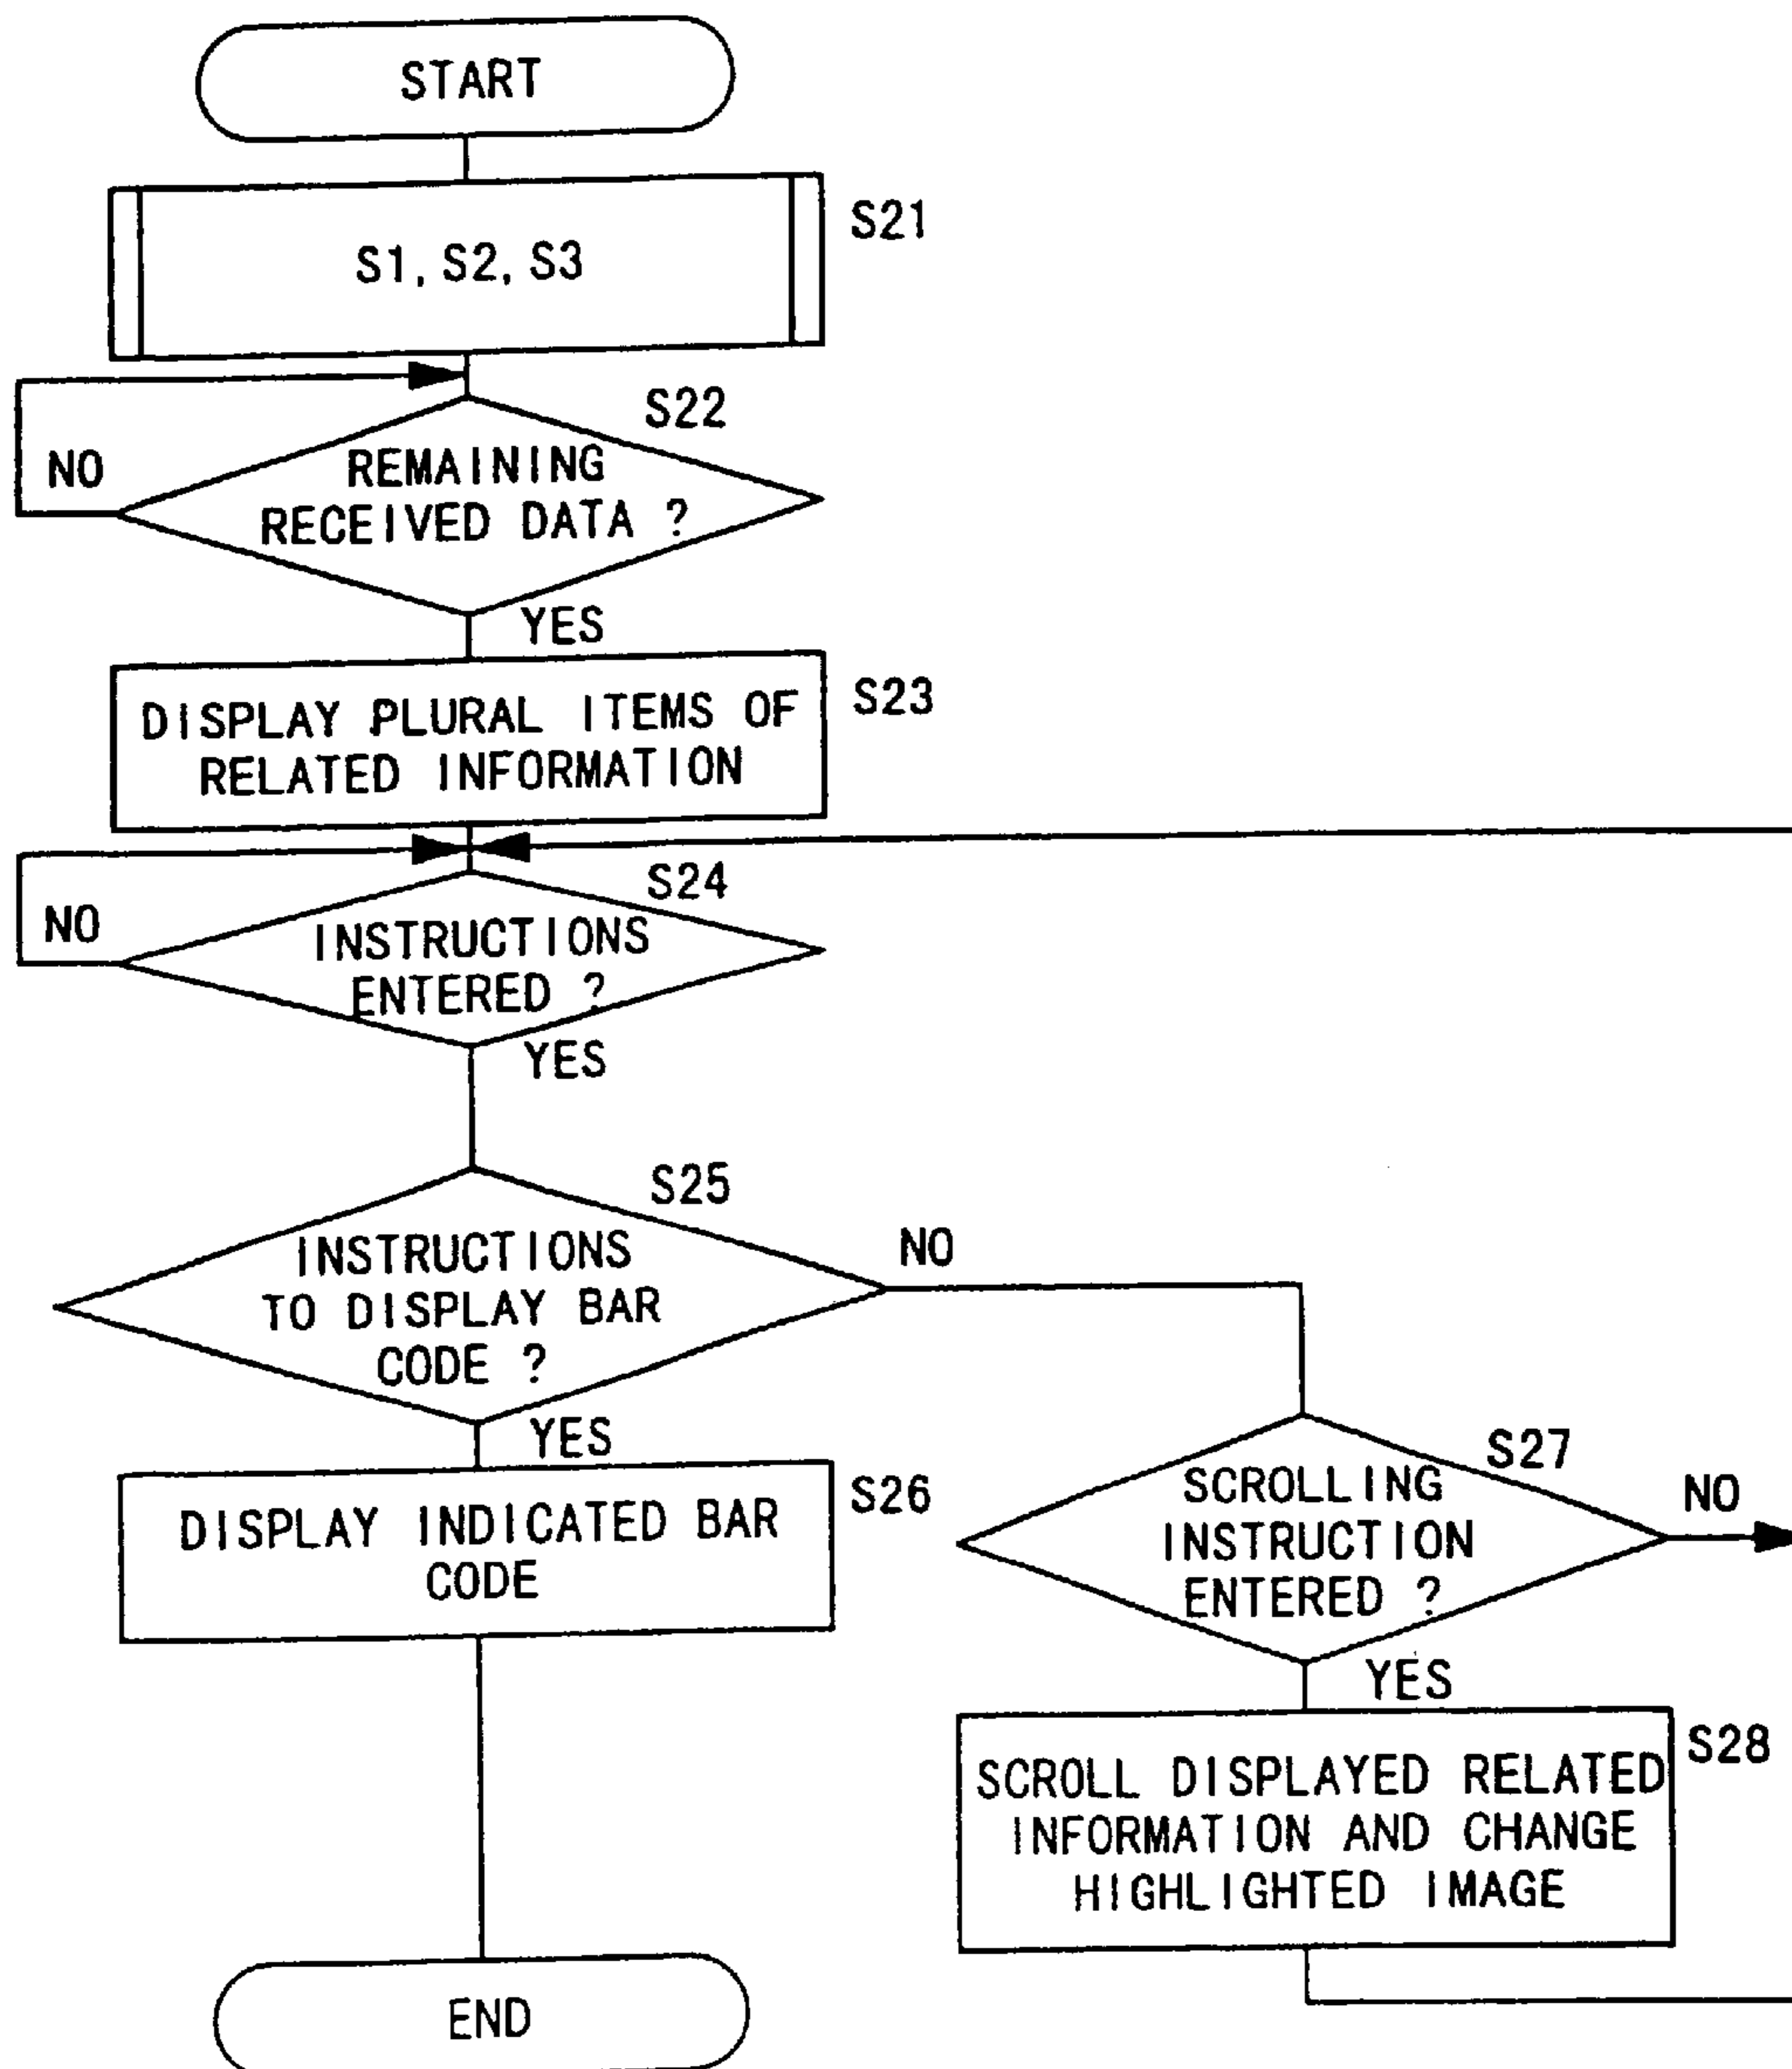 START
S1, S2, S3
S21
S22
NO
REMAINING
RECEIVED DATA ?
YES
DISPLAY PLURAL ITEMS OF
RELATED INFORMATION
S23
S24
NO
INSTRUCTIONS
ENTERED ?
YES
S25
INSTRUCTIONS
TO DISPLAY BAR
CODE ?
NO
YES
DISPLAY INDICATED BAR
CODE
S26
S27
SCROLLING
INSTRUCTION
ENTERED ?
NO
YES
SCROLL DISPLAYED RELATED
INFORMATION AND CHANGE
HIGHLIGHTED IMAGE
S28
END